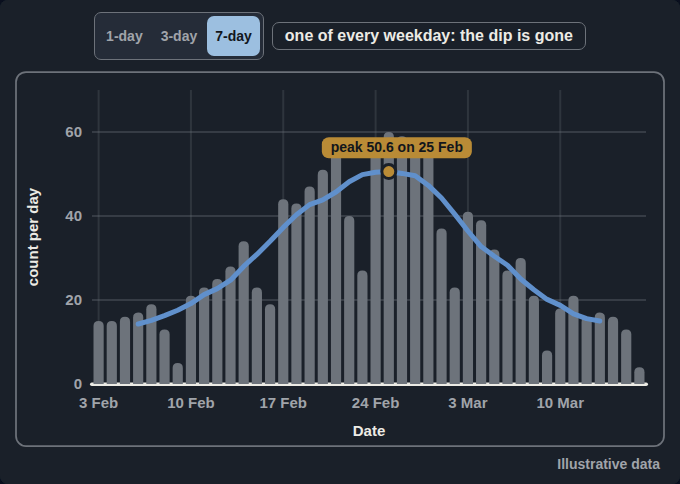 1-day 3-day 7-day
one of every weekday: the dip is gone
peak 50.6 on 25 Feb
count per day
60
40
20
0
3 Feb 10 Feb 17 Feb 24 Feb 3 Mar 10 Mar
Date
Illustrative data